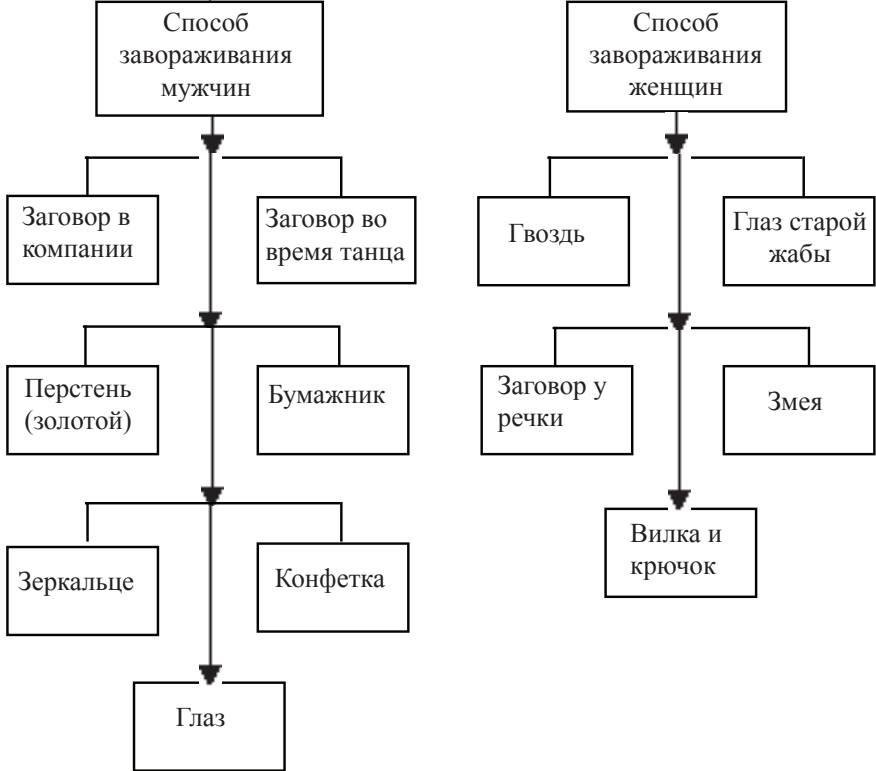 Способ
завораживания
мужчин
Заговор в
компании
Заговор во
время танца
Перстень
(золотой)
Бумажник
Зеркальце
Конфетка
Глаз
Способ
завораживания
женщин
Гвоздь
Глаз старой
жабы
Заговор у
речки
Змея
Вилка и
крючок